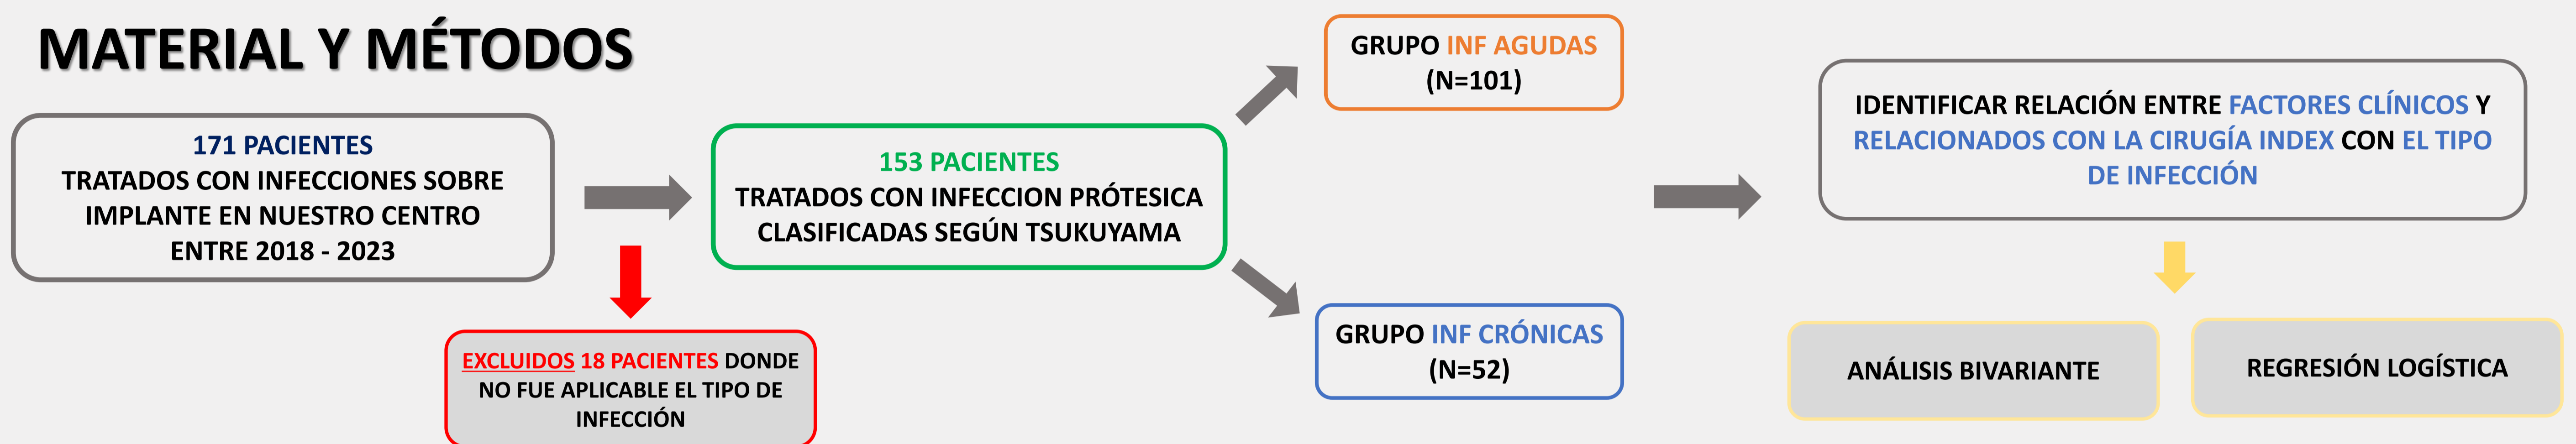 MATERIAL Y MÉTODOS
171 PACIENTES
TRATADOS CON INFECCIONES SOBRE
IMPLANTE EN NUESTRO CENTRO
ENTRE 2018 - 2023
EXCLUIDOS 18 PACIENTES DONDE
NO FUE APLICABLE EL TIPO DE
INFECCIÓN
153 PACIENTES
TRATADOS CON INFECCION PRÓTESICA
CLASIFICADAS SEGÚN TSUKUYAMA
GRUPO INF AGUDAS
(N=101)
GRUPO INF CRÓNICAS
(N=52)
IDENTIFICAR RELACIÓN ENTRE FACTORES CLÍNICOS Y
RELACIONADOS CON LA CIRUGÍA INDEX CON EL TIPO
DE INFECCIÓN
ANÁLISIS BIVARIANTE
REGRESIÓN LOGÍSTICA